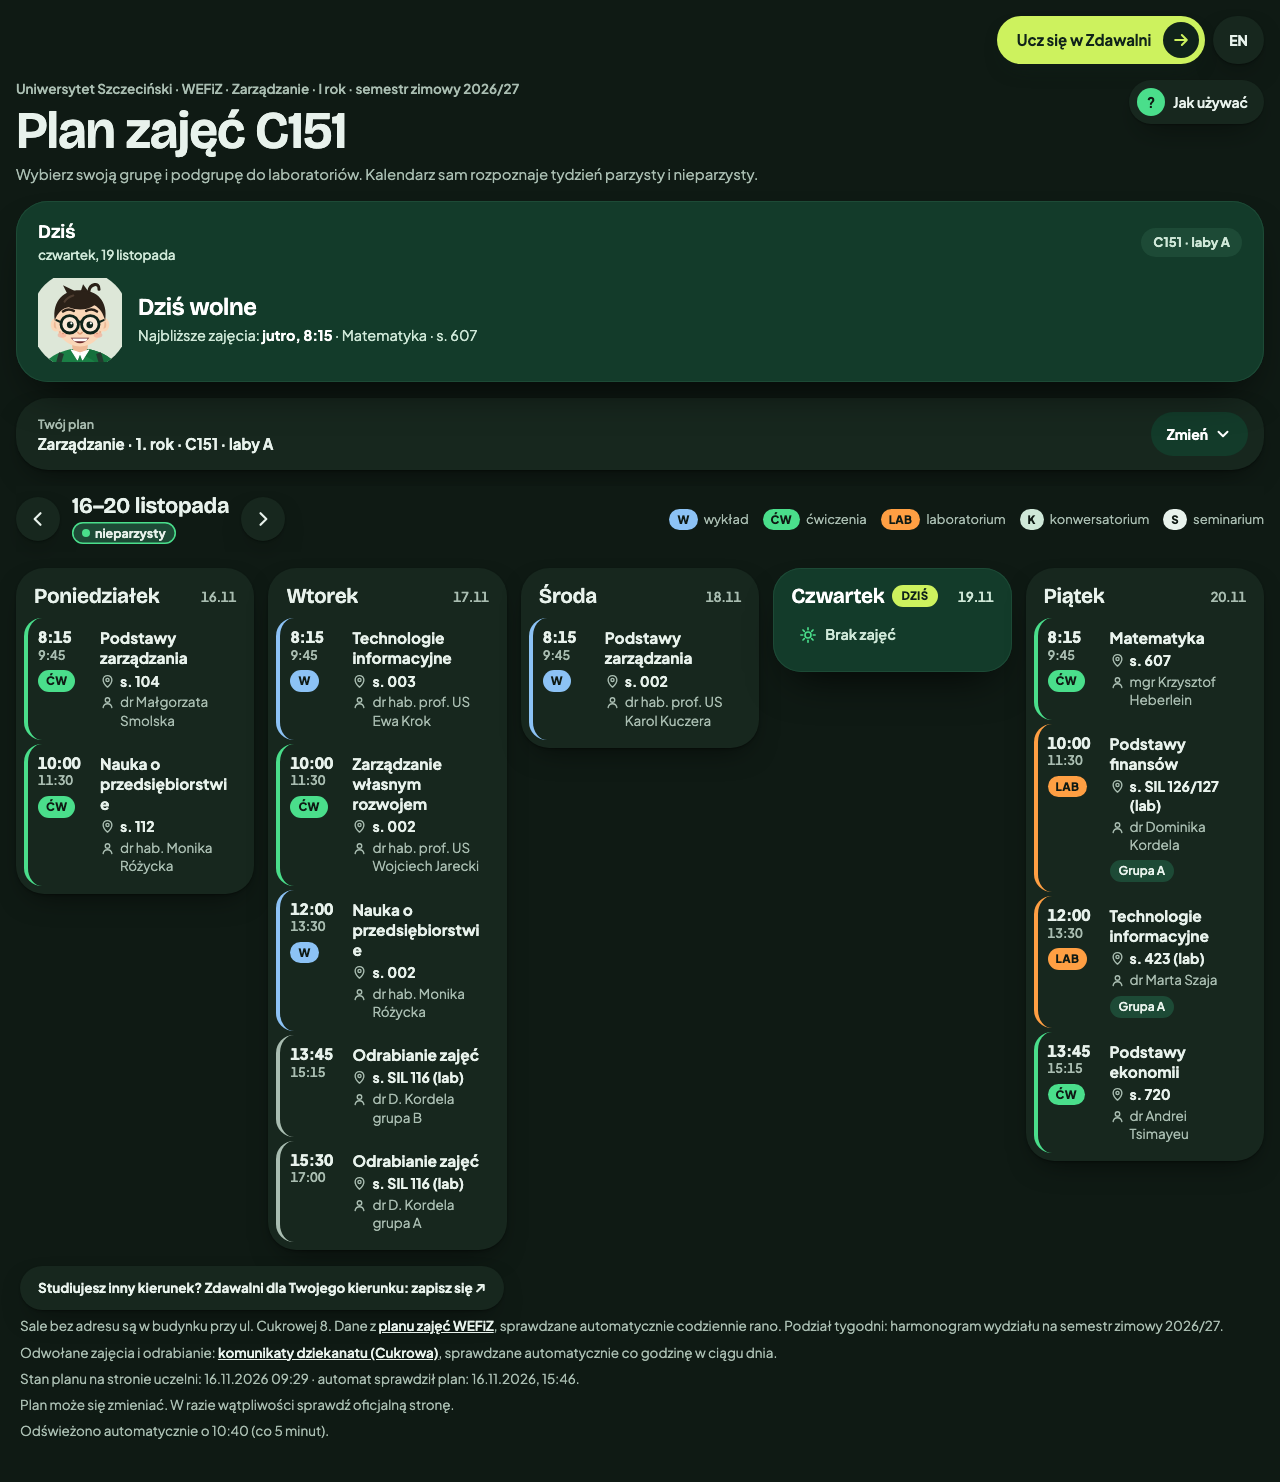 Ucz się w Zdawalni
EN
Uniwersytet Szczeciński · WEFiZ · Zarządzanie · I rok · semestr zimowy 2026/27
? Jak używać
Plan zajęć C151
Wybierz swoją grupę i podgrupę do laboratoriów. Kalendarz sam rozpoznaje tydzień parzysty i nieparzysty.
Dziś
czwartek, 19 listopada
C151 · laby A
Dziś wolne
Najbliższe zajęcia: jutro, 8:15 · Matematyka · s. 607
Twój plan
Zarządzanie · 1. rok · C151 · laby A
Zmień
16–20 listopada
nieparzysty
W wykład
ĆW ćwiczenia
LAB laboratorium
K konwersatorium
S seminarium
Poniedziałek 16.11
8:15
9:45
ĆW
Podstawy
zarządzania
s. 104
dr Małgorzata
Smolska
10:00
11:30
ĆW
Nauka o
przedsiębiorstwi
e
s. 112
dr hab. Monika
Różycka
Wtorek 17.11
8:15
9:45
W
Technologie
informacyjne
s. 003
dr hab. prof. US
Ewa Krok
10:00
11:30
ĆW
Zarządzanie
własnym
rozwojem
s. 002
dr hab. prof. US
Wojciech Jarecki
12:00
13:30
W
Nauka o
przedsiębiorstwi
e
s. 002
dr hab. Monika
Różycka
13:45
15:15
Odrabianie zajęć
s. SIL 116 (lab)
dr D. Kordela
grupa B
15:30
17:00
Odrabianie zajęć
s. SIL 116 (lab)
dr D. Kordela
grupa A
Środa 18.11
8:15
9:45
W
Podstawy
zarządzania
s. 002
dr hab. prof. US
Karol Kuczera
Czwartek DZIŚ 19.11
Brak zajęć
Piątek 20.11
8:15
9:45
ĆW
Matematyka
s. 607
mgr Krzysztof
Heberlein
10:00
11:30
LAB
Podstawy
finansów
s. SIL 126/127
(lab)
dr Dominika
Kordela
Grupa A
12:00
13:30
LAB
Technologie
informacyjne
s. 423 (lab)
dr Marta Szaja
Grupa A
13:45
15:15
ĆW
Podstawy
ekonomii
s. 720
dr Andrei
Tsimayeu
Studiujesz inny kierunek? Zdawalni dla Twojego kierunku: zapisz się ↗
Sale bez adresu są w budynku przy ul. Cukrowej 8. Dane z planu zajęć WEFiZ, sprawdzane automatycznie codziennie rano. Podział tygodni: harmonogram wydziału na semestr zimowy 2026/27.
Odwołane zajęcia i odrabianie: komunikaty dziekanatu (Cukrowa), sprawdzane automatycznie co godzinę w ciągu dnia.
Stan planu na stronie uczelni: 16.11.2026 09:29 · automat sprawdził plan: 16.11.2026, 15:46.
Plan może się zmieniać. W razie wątpliwości sprawdź oficjalną stronę.
Odświeżono automatycznie o 10:40 (co 5 minut).